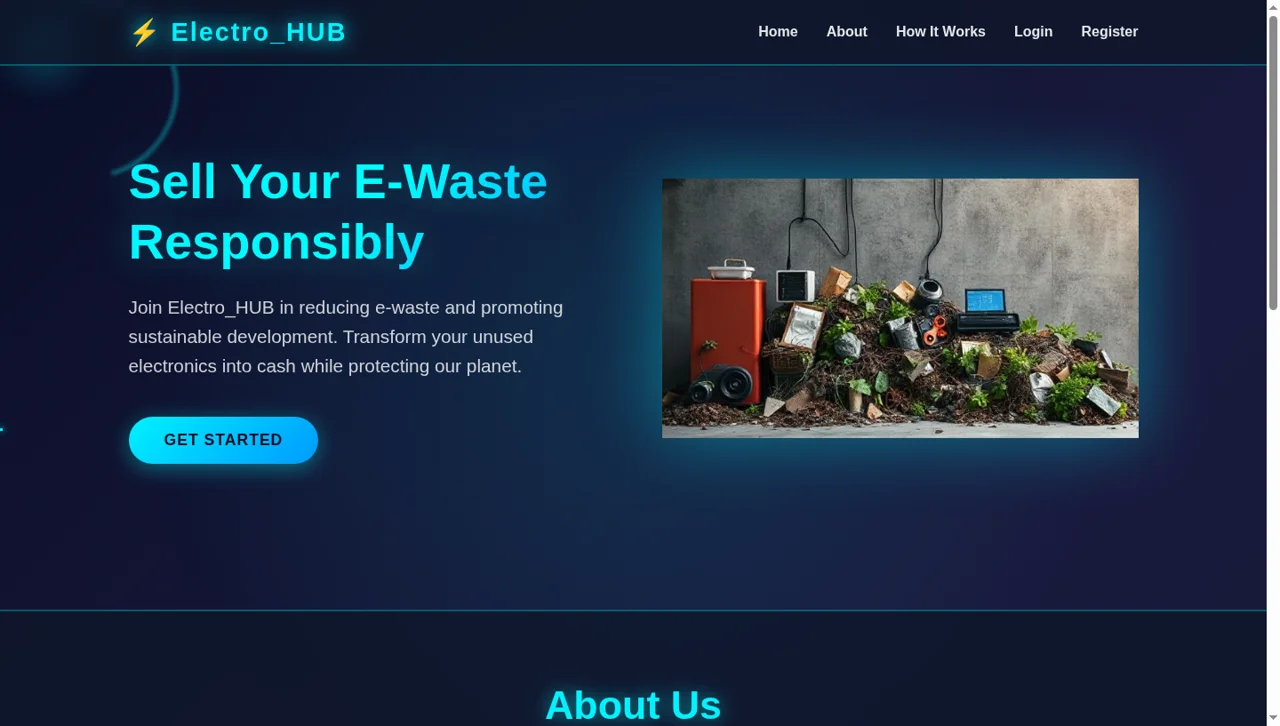 ⚡ Electro_HUB
Home About How It Works Login Register
Sell Your E-Waste
Responsibly
Join Electro_HUB in reducing e-waste and promoting
sustainable development. Transform your unused
electronics into cash while protecting our planet.
GET STARTED
About Us